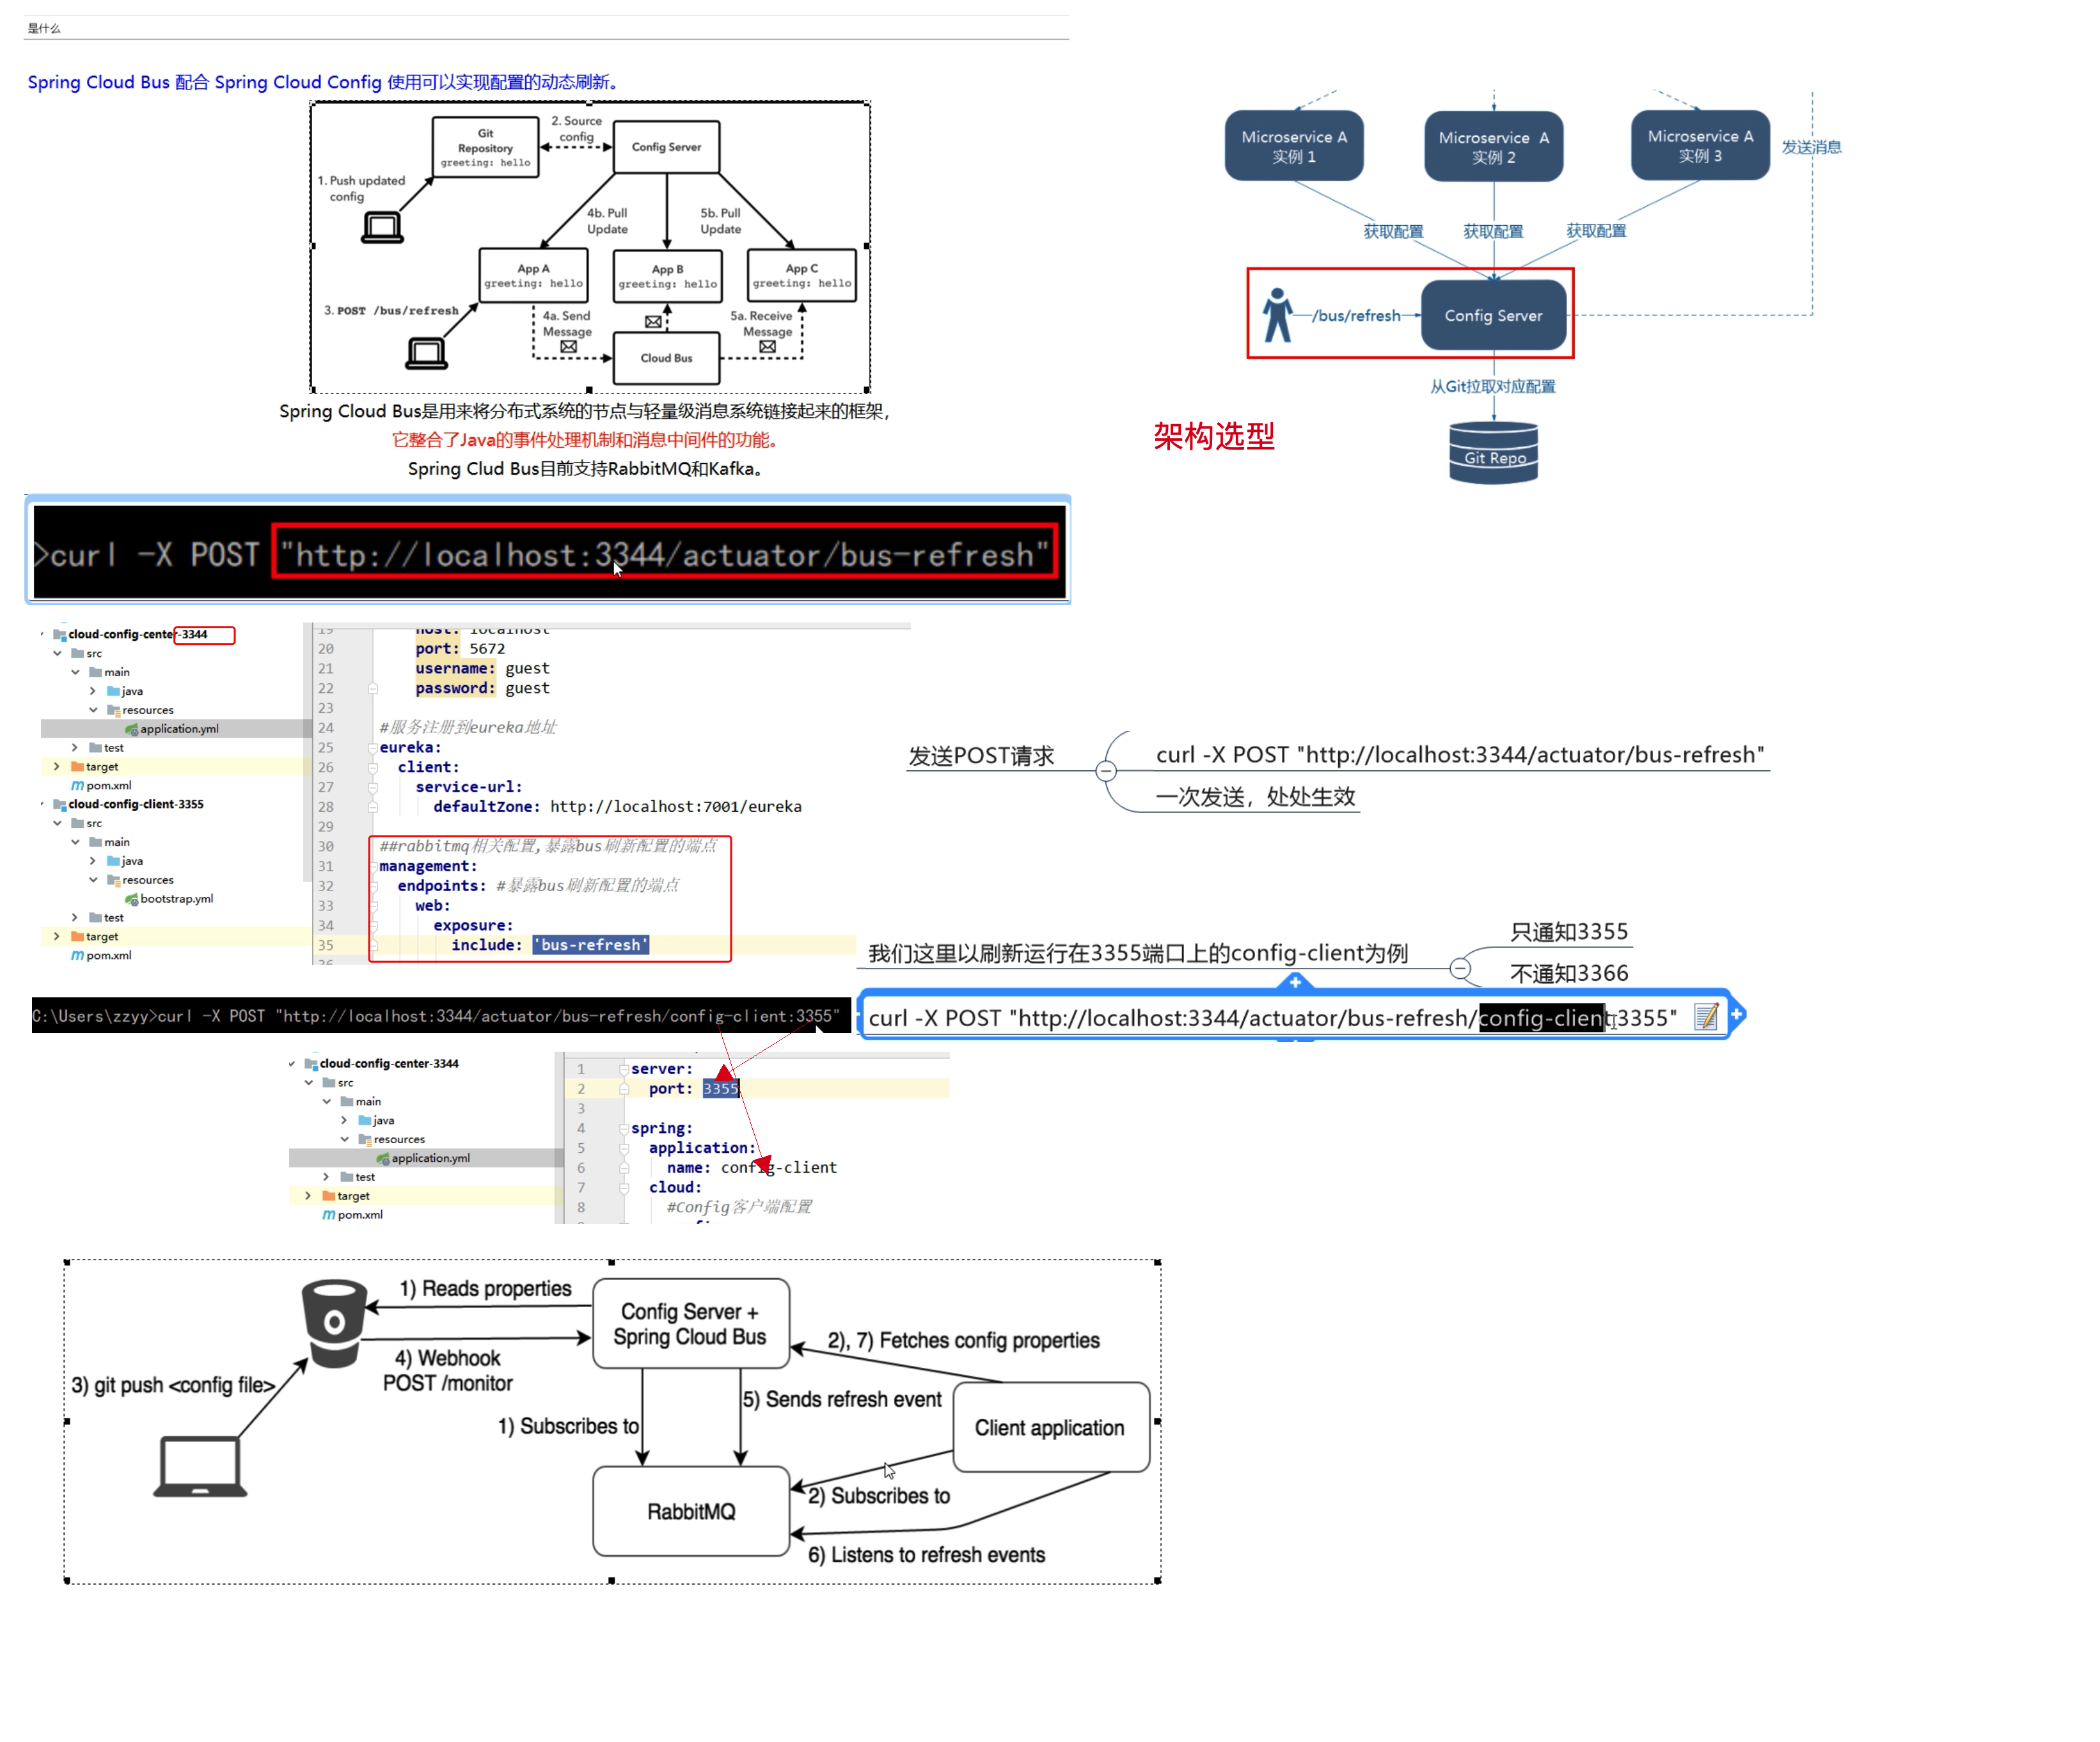 是什么
Spring Cloud Bus 配合 Spring Cloud Config 使用可以实现配置的动态刷新。
Git
Repository
greeting: hello
2. Source
config
Config Server
1. Push updated
config
4b. Pull
Update
5b. Pull
Update
App A
greeting: hello
App B
greeting: hello
App C
greeting: hello
3. POST /bus/refresh
4a. Send
Message
5a. Receive
Message
Cloud Bus
Spring Cloud Bus是用来将分布式系统的节点与轻量级消息系统链接起来的框架，
它整合了Java的事件处理机制和消息中间件的功能。
Spring Clud Bus目前支持RabbitMQ和Kafka。
Microservice A
实例 1
Microservice A
实例 2
Microservice A
实例 3
发送消息
获取配置
获取配置
获取配置
/bus/refresh
Config Server
从Git拉取对应配置
Git Repo
架构选型
>curl -X POST "http://localhost:3344/actuator/bus-refresh"
cloud-config-center-3344
src
main
java
resources
application.yml
test
target
pom.xml
cloud-config-client-3355
src
main
java
resources
bootstrap.yml
test
target
pom.xml
19 host: localhost
20 port: 5672
21 username: guest
22 password: guest
23
24 #服务注册到eureka地址
25 eureka:
26 client:
27 service-url:
28 defaultZone: http://localhost:7001/eureka
29
30 ##rabbitmq相关配置,暴露bus刷新配置的端点
31 management:
32 endpoints: #暴露bus刷新配置的端点
33 web:
34 exposure:
35 include: 'bus-refresh'
36
发送POST请求
curl -X POST "http://localhost:3344/actuator/bus-refresh"
一次发送，处处生效
我们这里以刷新运行在3355端口上的config-client为例
只通知3355
不通知3366
C:\Users\zzyy>curl -X POST "http://localhost:3344/actuator/bus-refresh/config-client:3355"
curl -X POST "http://localhost:3344/actuator/bus-refresh/config-client:3355"
cloud-config-center-3344
src
main
java
resources
application.yml
test
target
pom.xml
1 server:
2 port: 3355
3
4 spring:
5 application:
6 name: config-client
7 cloud:
8 #Config客户端配置
1) Reads properties
Config Server +
Spring Cloud Bus
4) Webhook
POST /monitor
3) git push <config file>
2), 7) Fetches config properties
5) Sends refresh event
1) Subscribes to
Client application
RabbitMQ
2) Subscribes to
6) Listens to refresh events